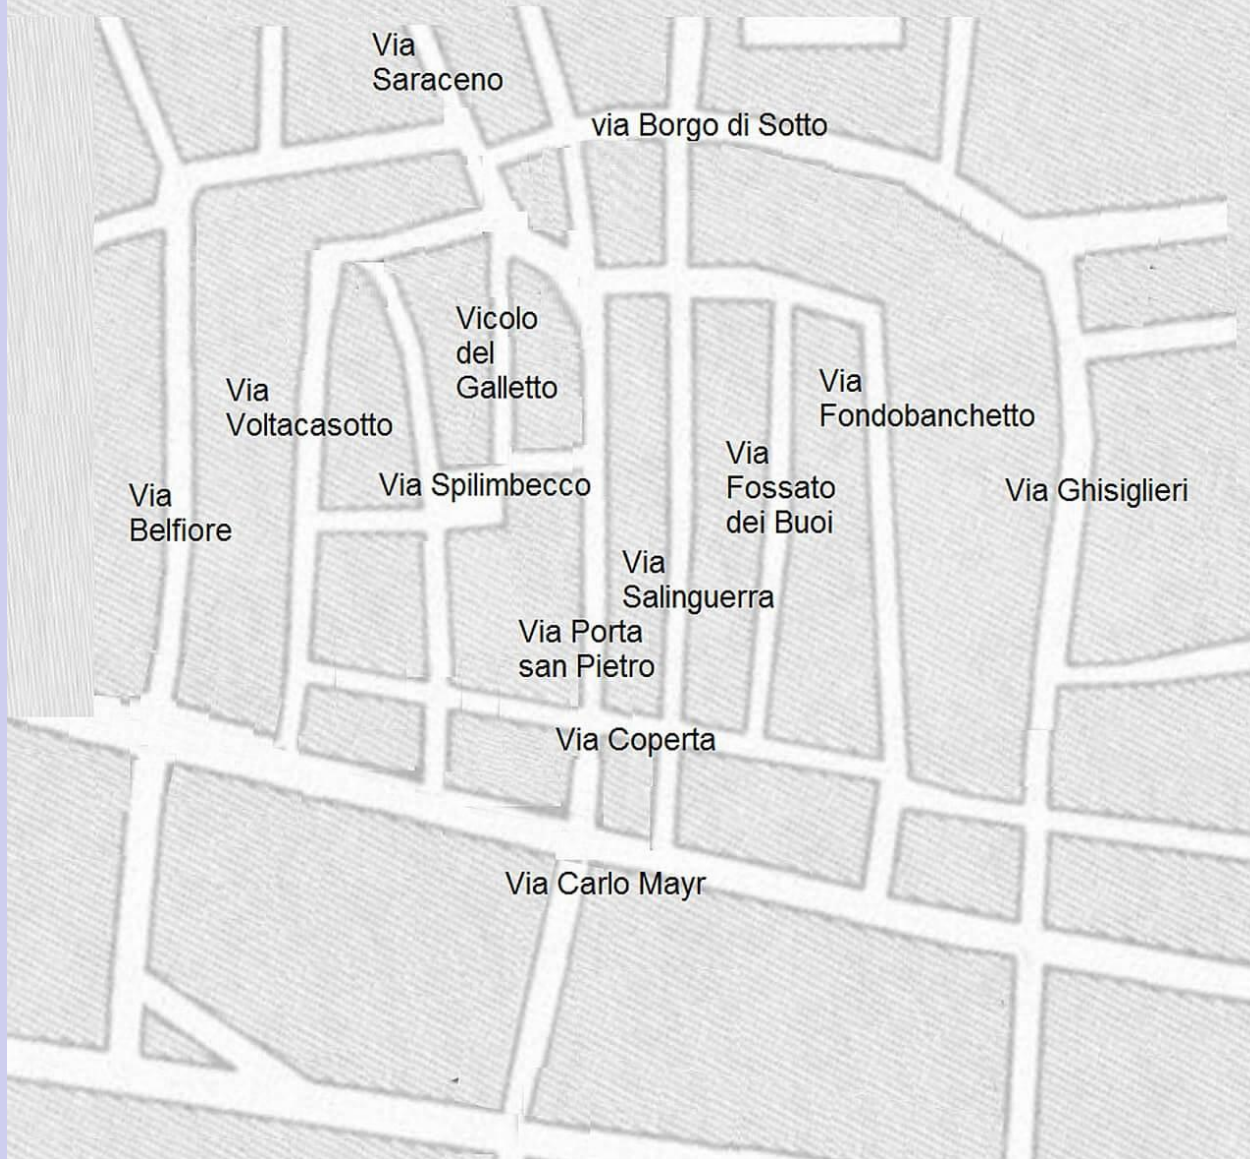 Via
Saraceno
via Borgo di Sotto
Vicolo
del
Galletto
Via
Voltacasotto
Via
Fondobanchetto
Via
Fossato
dei Buoi
Via Spilimbecco
Via
Belfiore
Via Ghisiglieri
Via
Salinguerra
Via Porta
san Pietro
Via Coperta
Via Carlo Mayr